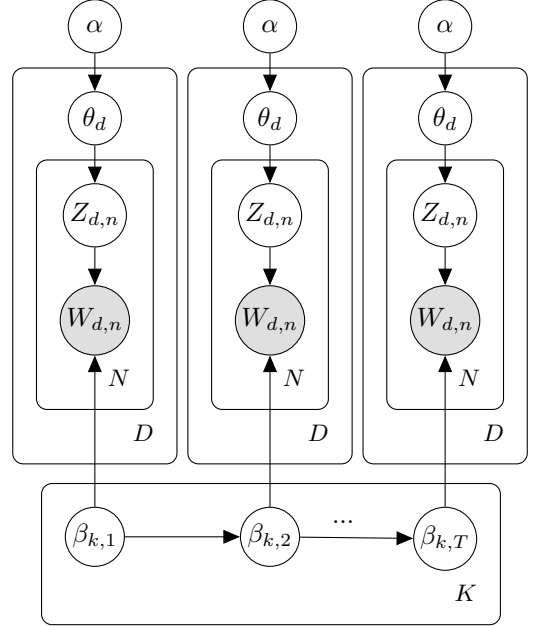 α α α
θ_d θ_d θ_d
Z_{d,n} Z_{d,n} Z_{d,n}
W_{d,n} W_{d,n} W_{d,n}
N N N
D D D
β_{k,1} β_{k,2} ... β_{k,T}
K